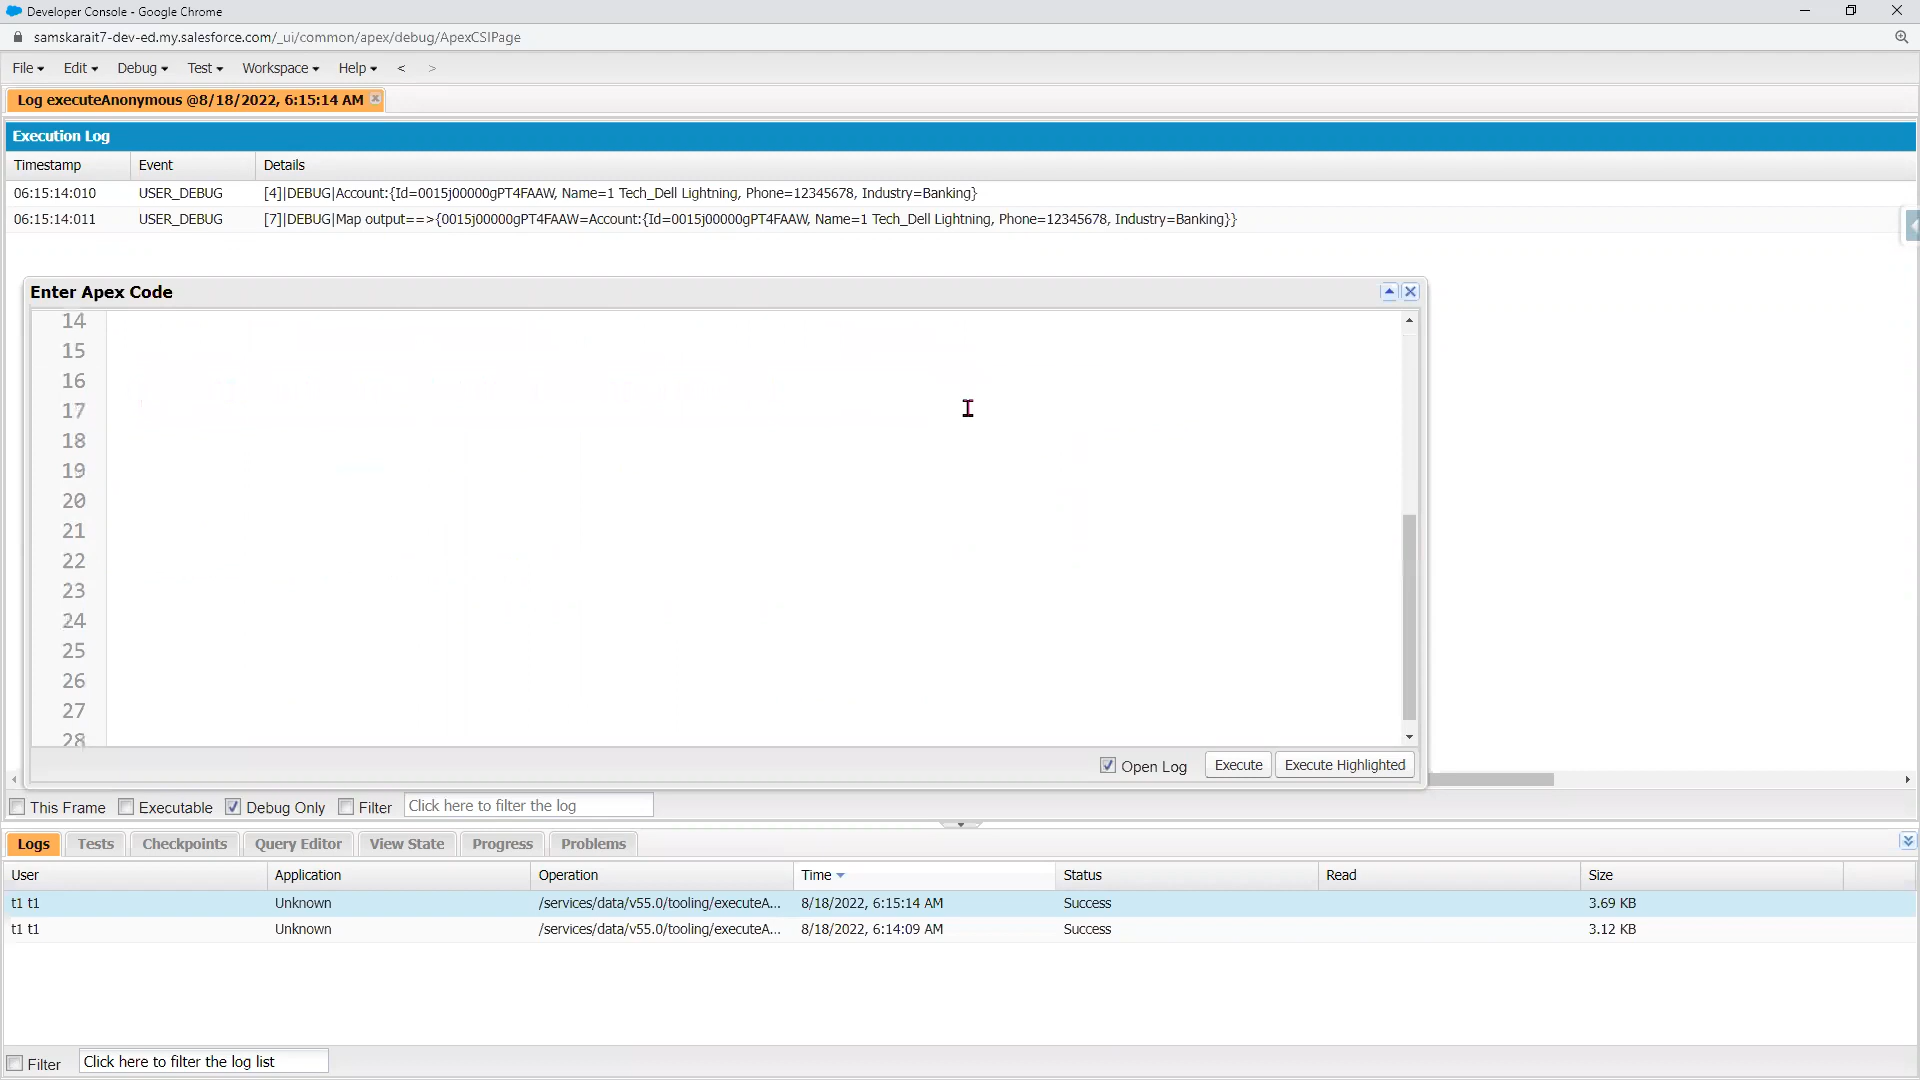 Developer Console - Google Chrome
samskarait7-dev-ed.my.salesforce.com/_ui/common/apex/debug/ApexCSIPage
File Edit Debug Test Workspace Help < >
Log executeAnonymous @8/18/2022, 6:15:14 AM
Execution Log
Timestamp Event Details
06:15:14:010 USER_DEBUG [4]|DEBUG|Account:{Id=0015j00000gPT4FAAW, Name=1 Tech_Dell Lightning, Phone=12345678, Industry=Banking}
06:15:14:011 USER_DEBUG [7]|DEBUG|Map output==>{0015j00000gPT4FAAW=Account:{Id=0015j00000gPT4FAAW, Name=1 Tech_Dell Lightning, Phone=12345678, Industry=Banking}}
Enter Apex Code
14
15
16
17
18
19
20
21
22
23
24
25
26
27
28
Open Log Execute Execute Highlighted
This Frame Executable Debug Only Filter Click here to filter the log
Logs Tests Checkpoints Query Editor View State Progress Problems
User Application Operation Time Status Read Size
t1 t1 Unknown /services/data/v55.0/tooling/executeA... 8/18/2022, 6:15:14 AM Success 3.69 KB
t1 t1 Unknown /services/data/v55.0/tooling/executeA... 8/18/2022, 6:14:09 AM Success 3.12 KB
Filter Click here to filter the log list